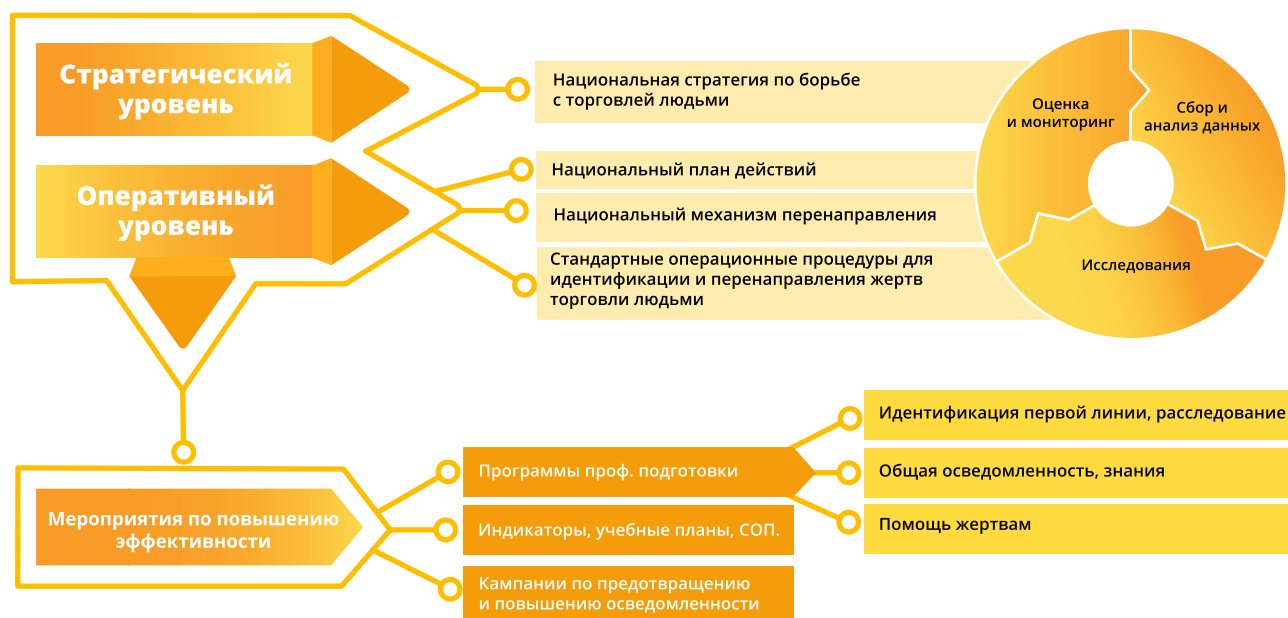 Стратегический
уровень
Национальная стратегия по борьбе
с торговлей людьми
Оперативный
уровень
Национальный план действий
Национальный механизм перенаправления
Стандартные операционные процедуры для
идентификации и перенаправления жертв
торговли людьми
Оценка
и мониторинг
Сбор и
анализ данных
Исследования
Мероприятия по повышению
эффективности
Программы проф. подготовки
Индикаторы, учебные планы, СОП.
Кампании по предотвращению
и повышению осведомленности
Идентификация первой линии, расследование
Общая осведомленность, знания
Помощь жертвам